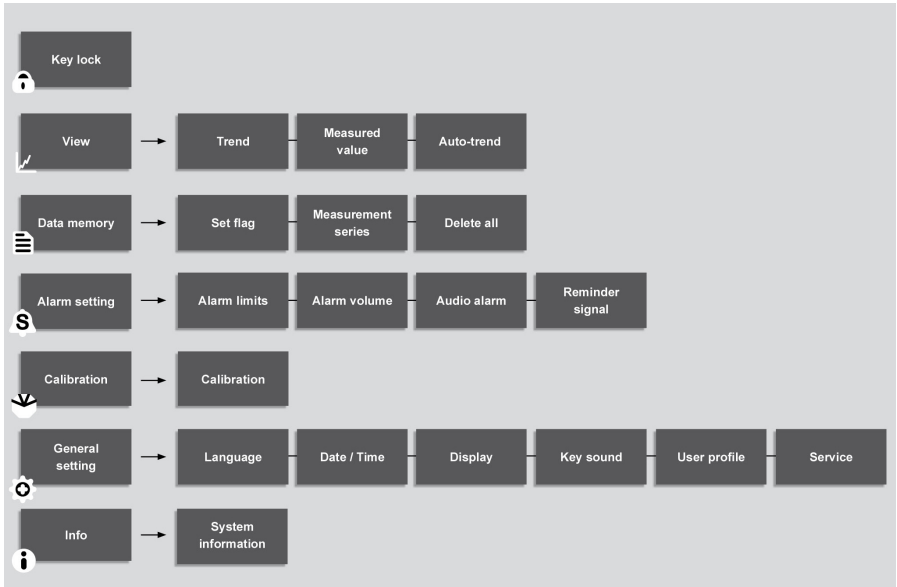 Key lock
View
Trend
Measured
value
Auto-trend
Data memory
Set flag
Measurement
series
Delete all
Alarm setting
Alarm limits
Alarm volume
Audio alarm
Reminder
signal
S
Calibration
Calibration
General
setting
Language
Date / Time
Display
Key sound
User profile
Service
Info
System
information
i